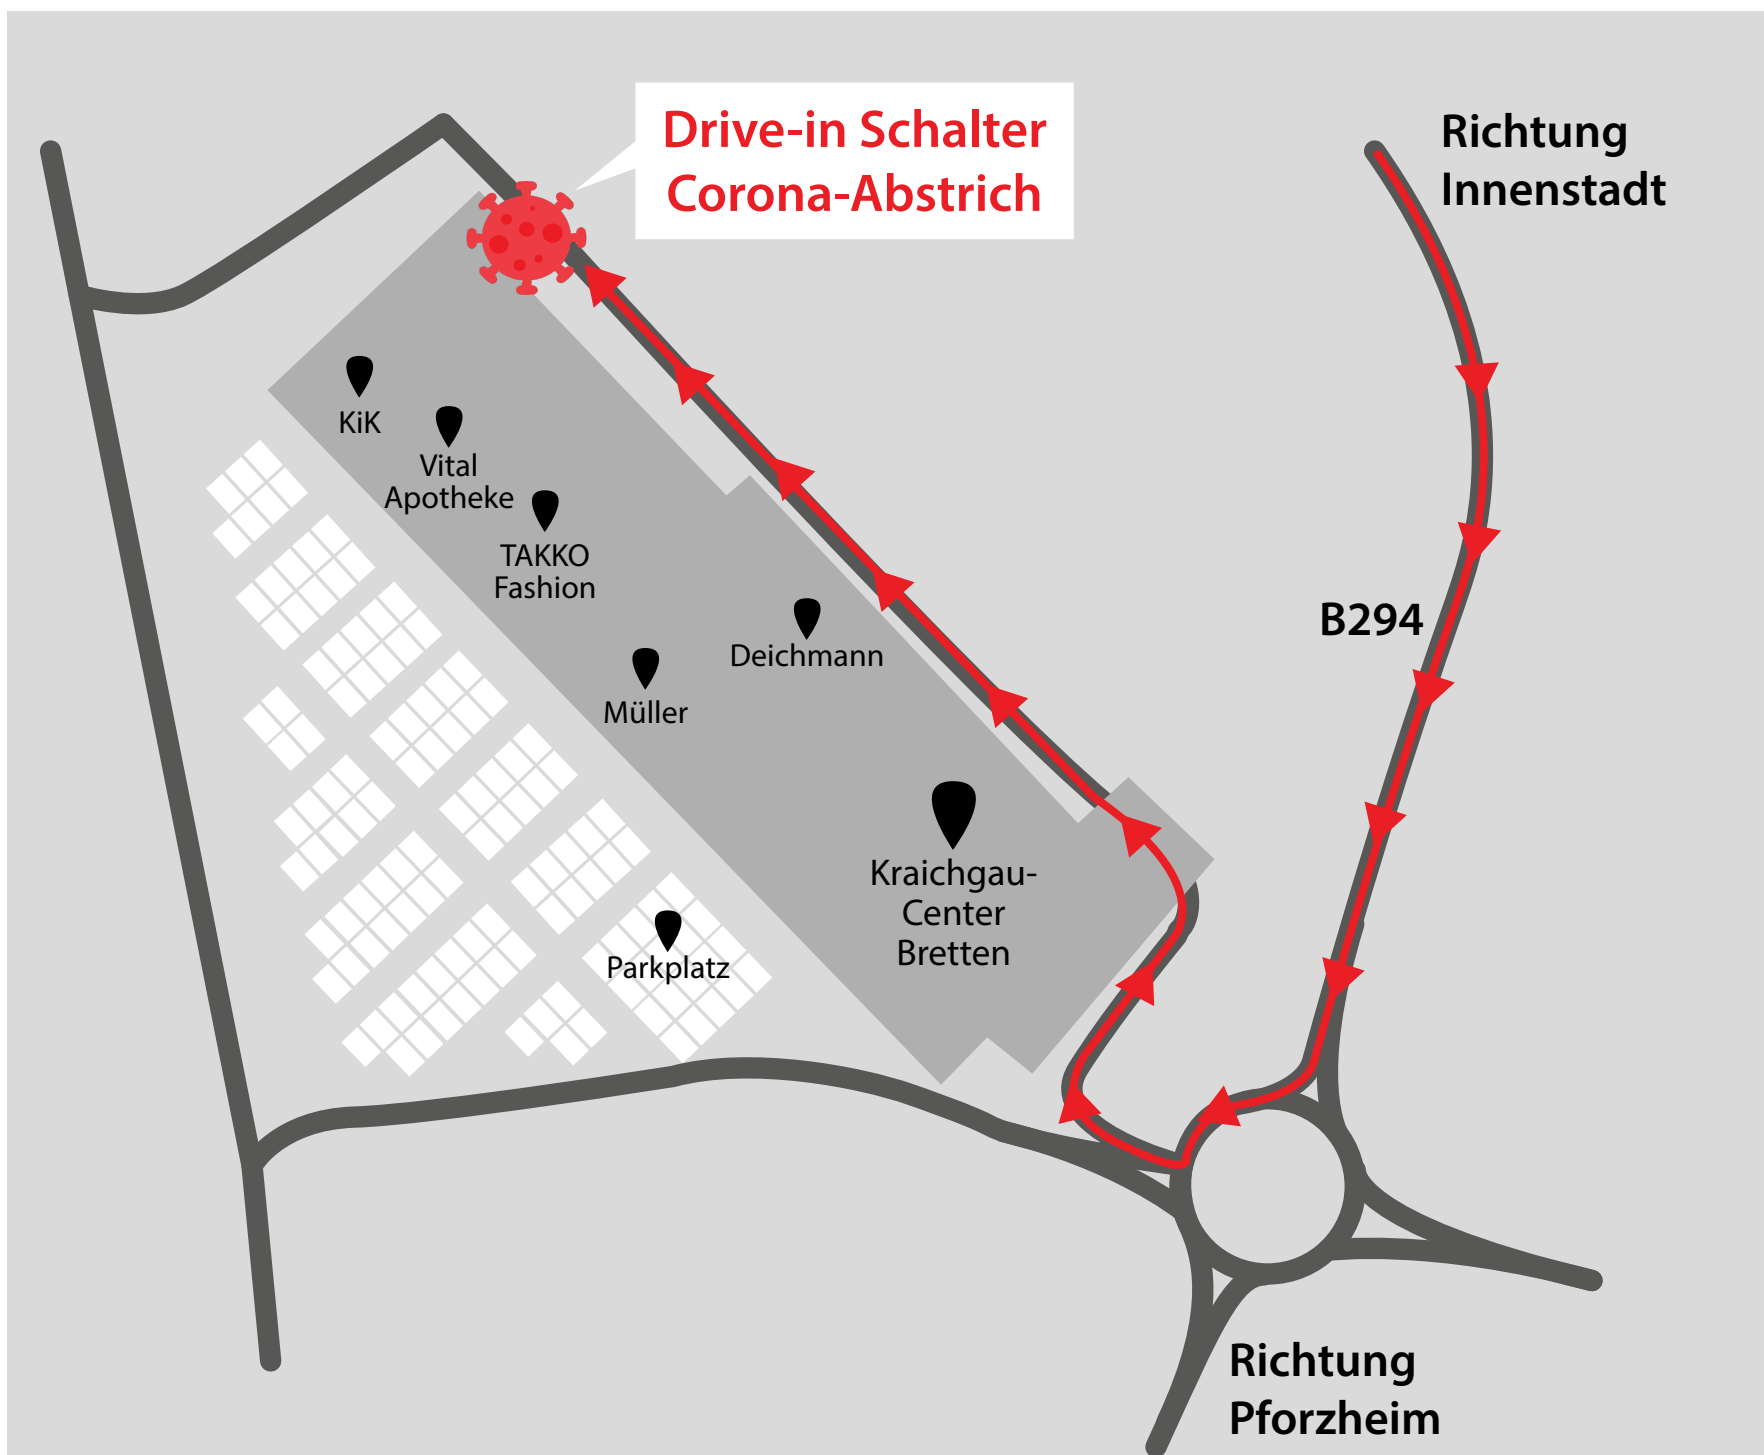 Drive-in Schalter
Corona-Abstrich
Richtung
Innenstadt
KiK
Vital
Apotheke
TAKKO
Fashion
B294
Deichmann
Müller
Kraichgau-
Center
Bretten
Parkplatz
Richtung
Pforzheim